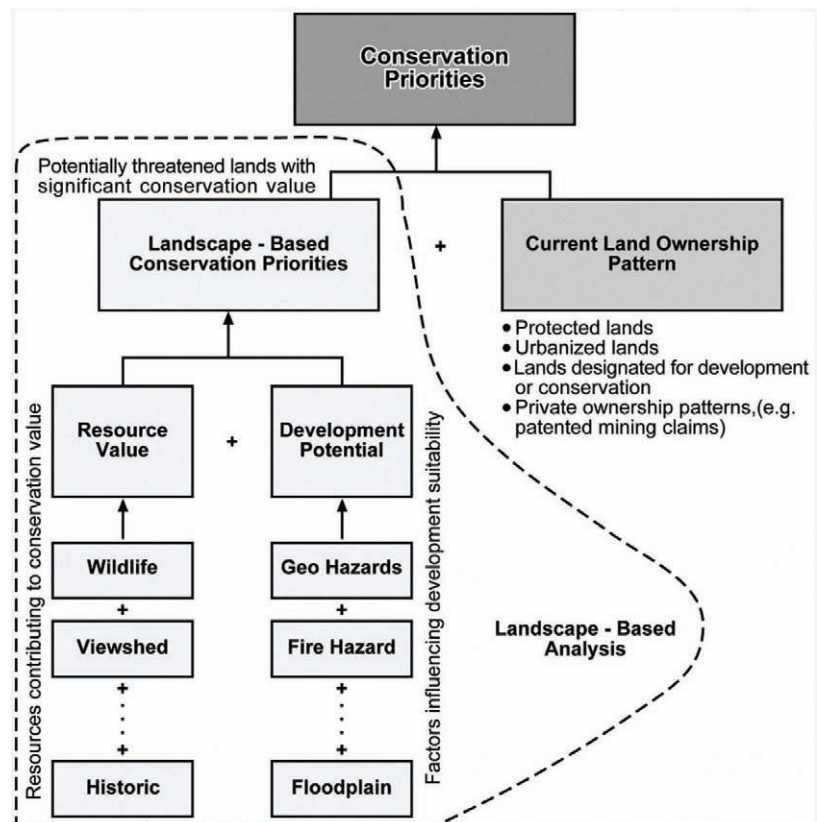 Conservation
Priorities
Potentially threatened lands with
significant conservation value
Landscape - Based
Conservation Priorities
+
Current Land Ownership
Pattern
• Protected lands
• Urbanized lands
• Lands designated for development
or conservation
• Private ownership patterns,(e.g.
patented mining claims)
Resources contributing to conservation value
Resource
Value
+
Development
Potential
Factors influencing development suitability
Wildlife
+
Viewshed
+
+
Historic
Geo Hazards
+
Fire Hazard
+
+
Floodplain
Landscape - Based
Analysis